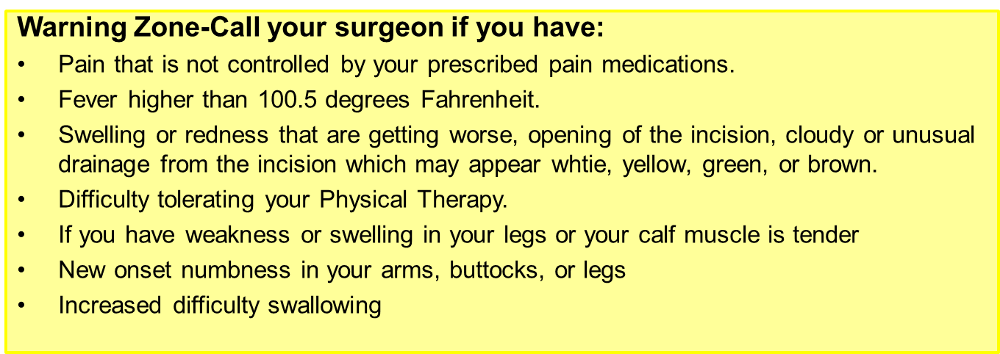 Warning Zone-Call your surgeon if you have:
• Pain that is not controlled by your prescribed pain medications.
• Fever higher than 100.5 degrees Fahrenheit.
• Swelling or redness that are getting worse, opening of the incision, cloudy or unusual
drainage from the incision which may appear whtie, yellow, green, or brown.
• Difficulty tolerating your Physical Therapy.
• If you have weakness or swelling in your legs or your calf muscle is tender
• New onset numbness in your arms, buttocks, or legs
• Increased difficulty swallowing